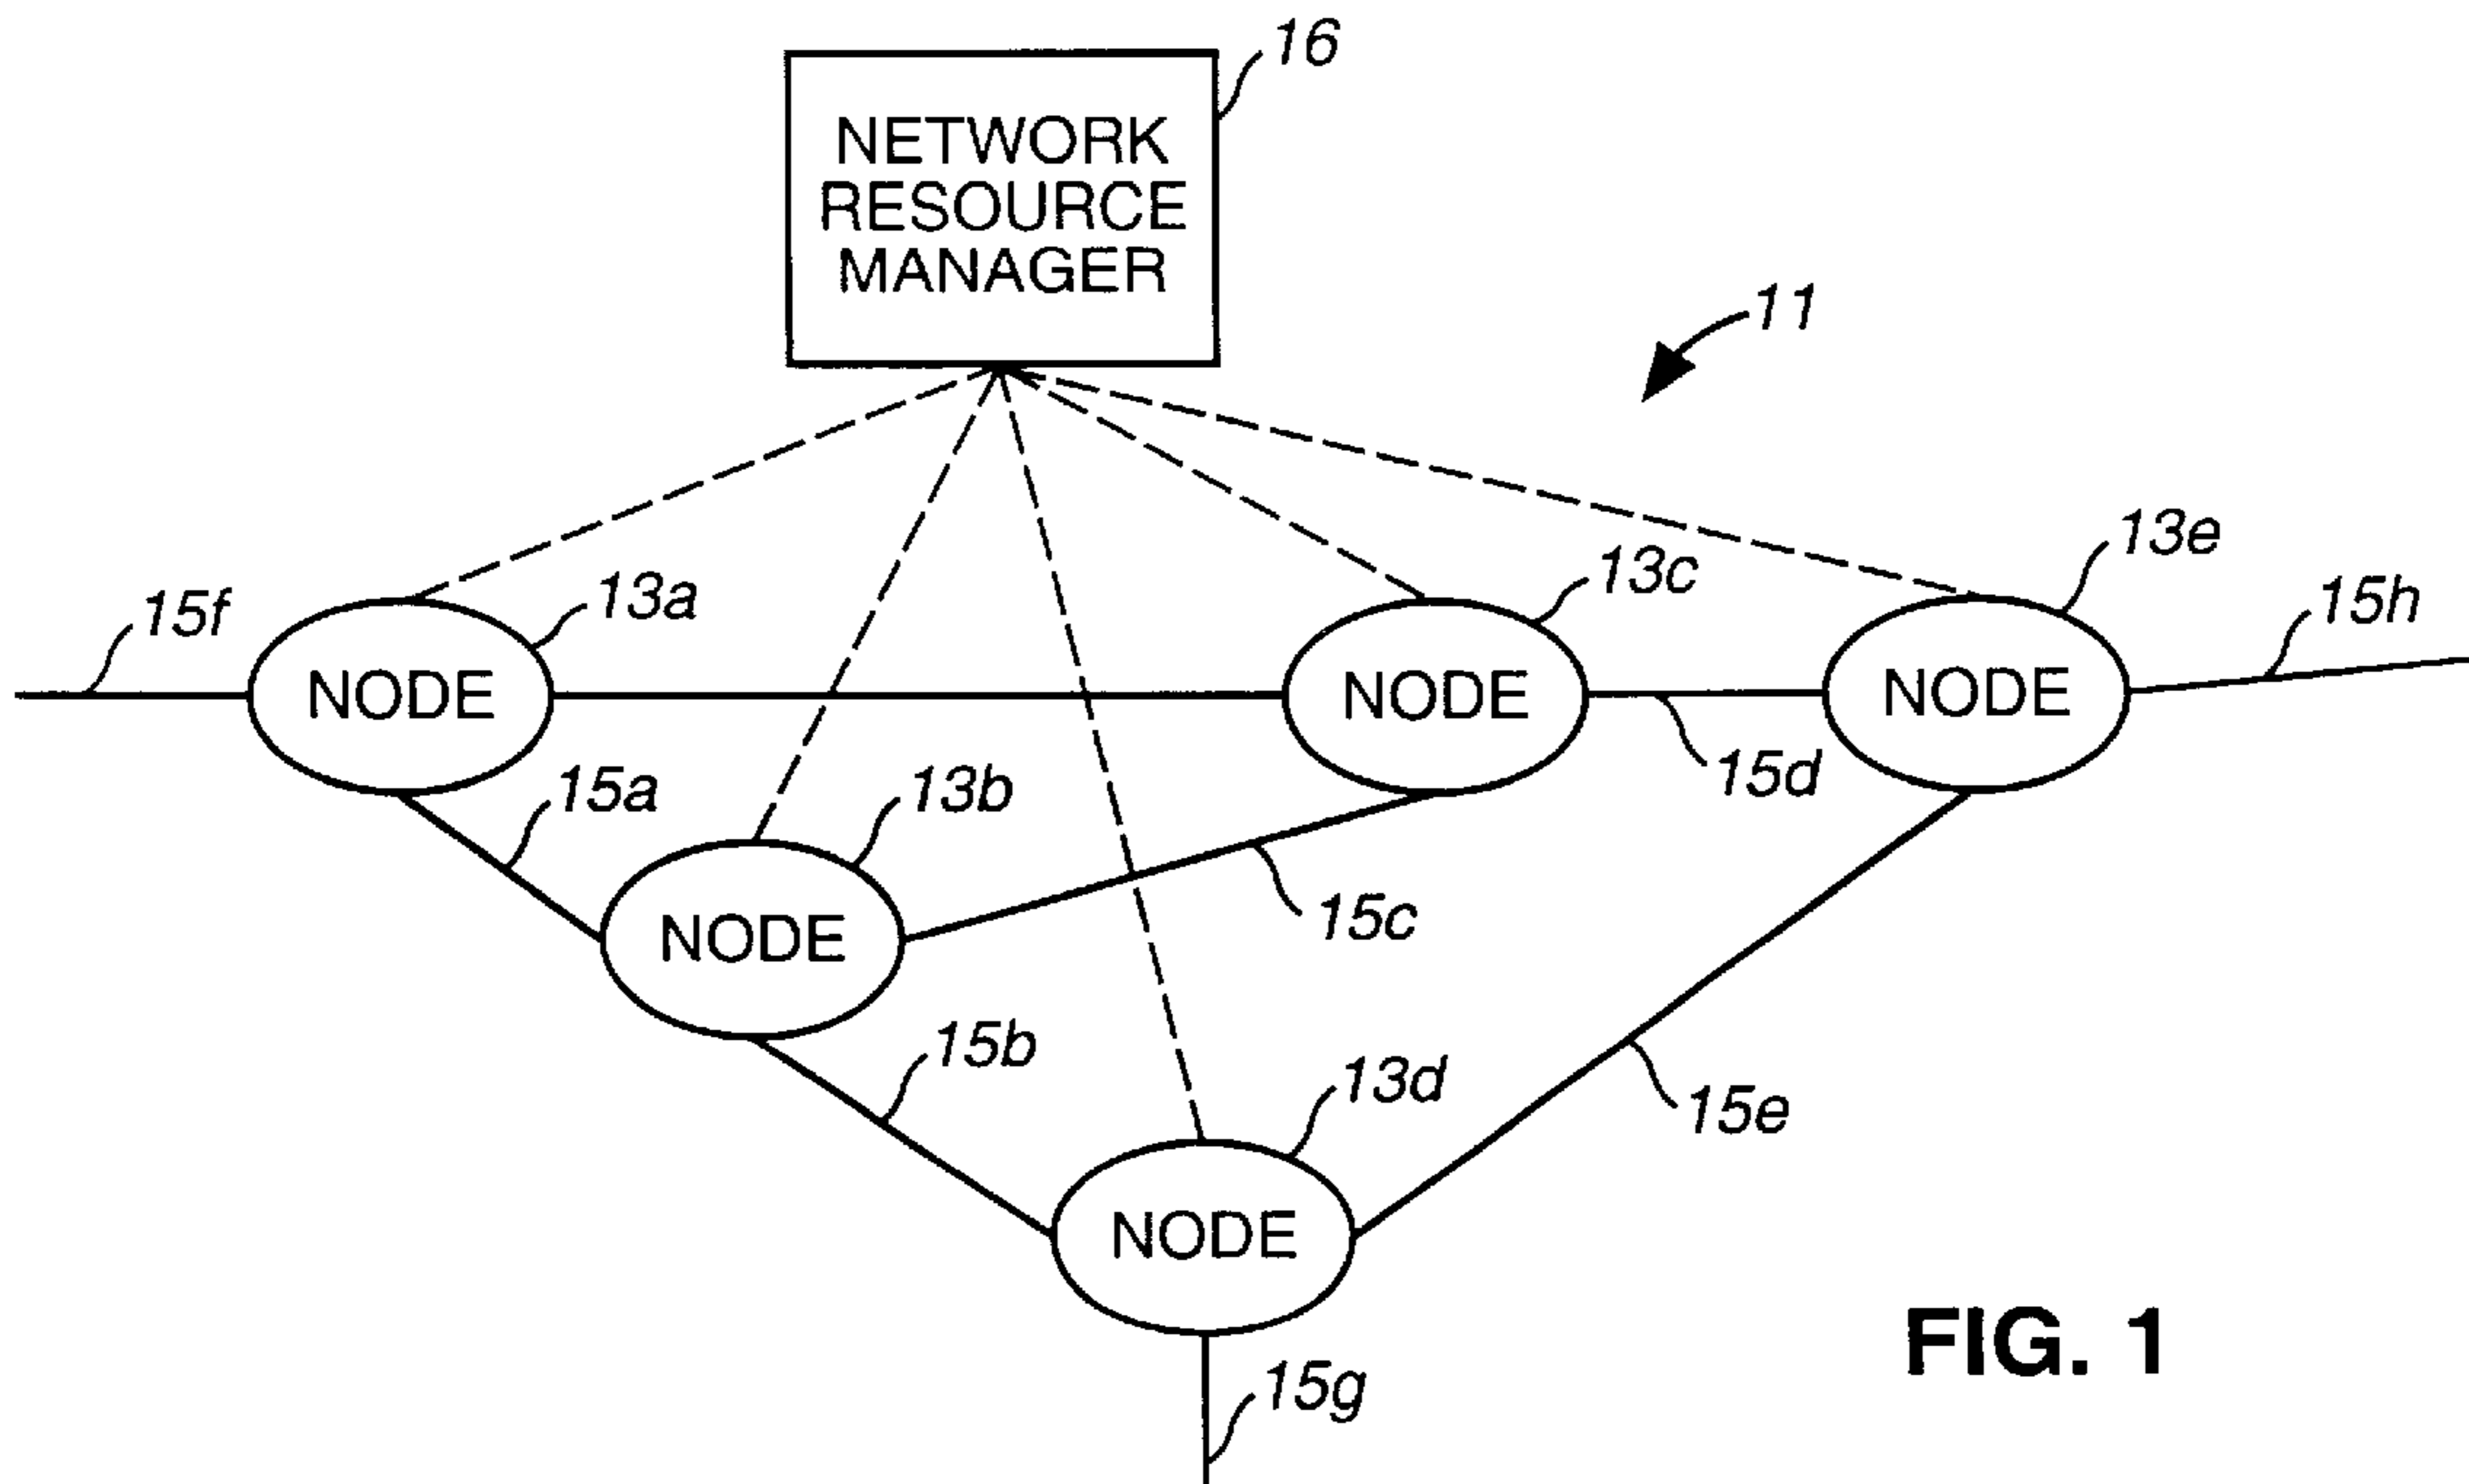 16
NETWORK
RESOURCE
MANAGER
11
13e
13c
15h
13a
15f
NODE
NODE
NODE
15d
15a
13b
15c
NODE
15b
13d
15e
NODE
FIG. 1
15g